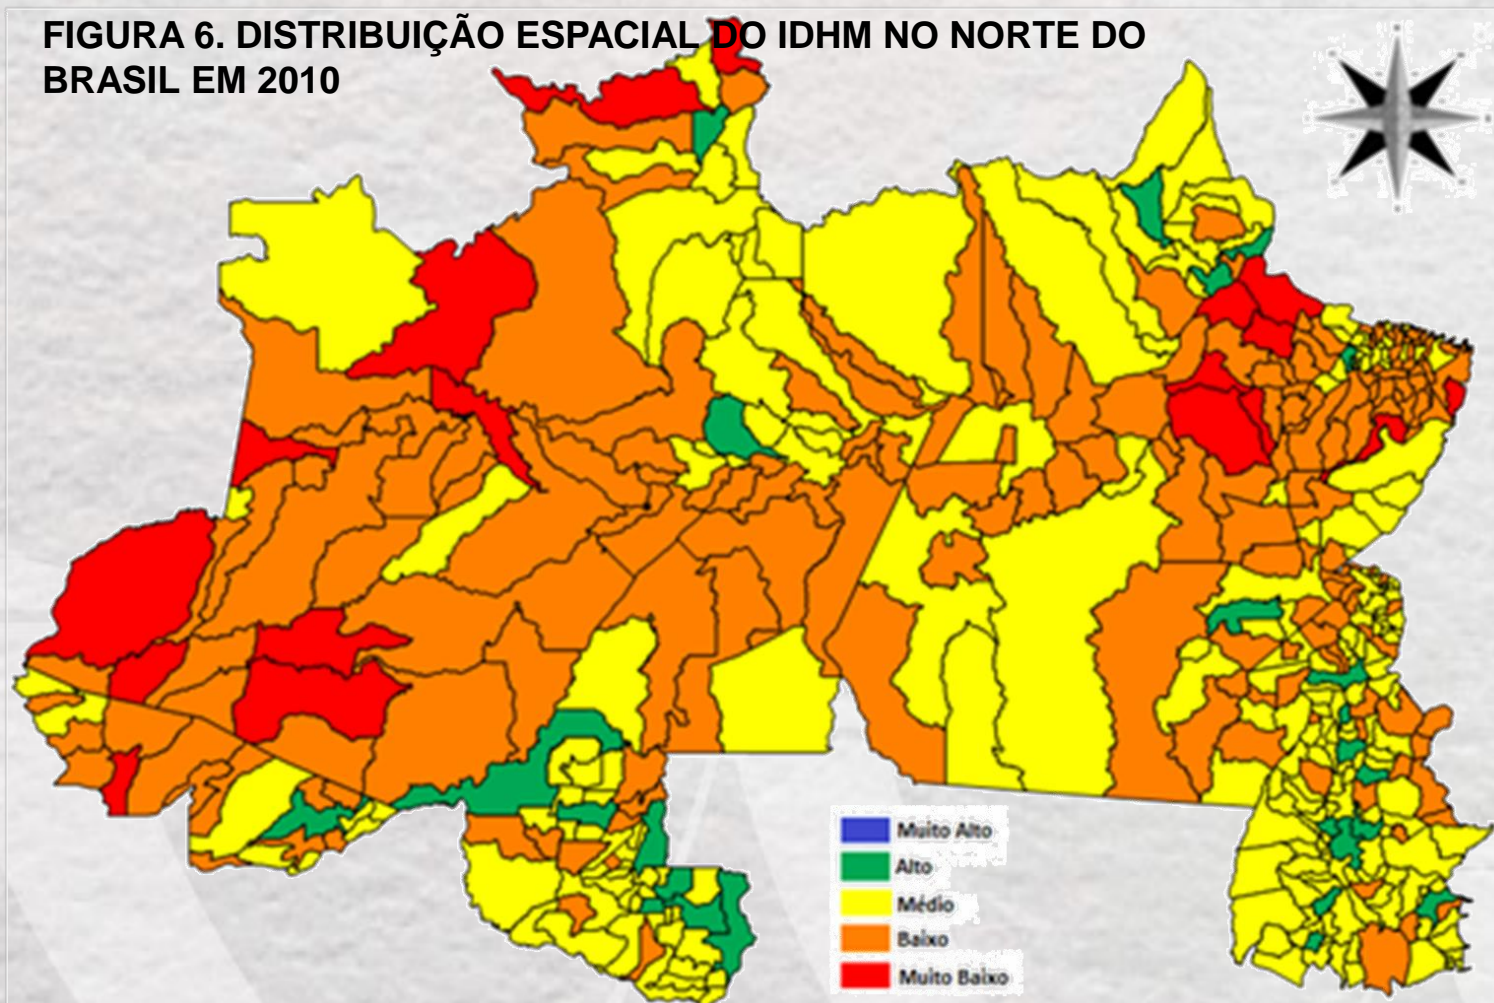 FIGURA 6. DISTRIBUIÇÃO ESPACIAL DO IDHM NO NORTE DO
BRASIL EM 2010
Muito Alto
Alto
Médio
Baixo
Muito Baixo